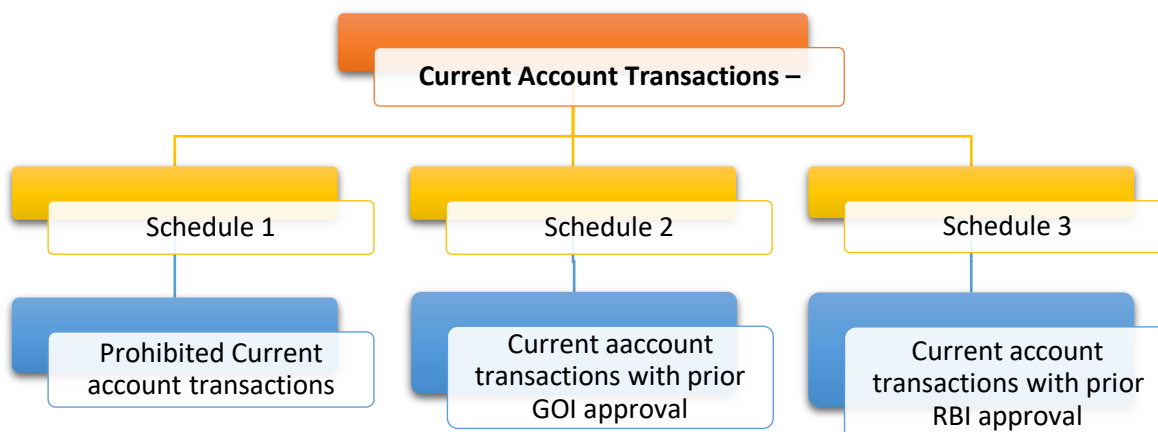 Current Account Transactions –
Schedule 1
Schedule 2
Schedule 3
Prohibited Current
account transactions
Current aaccount
transactions with prior
GOI approval
Current account
transactions with prior
RBI approval